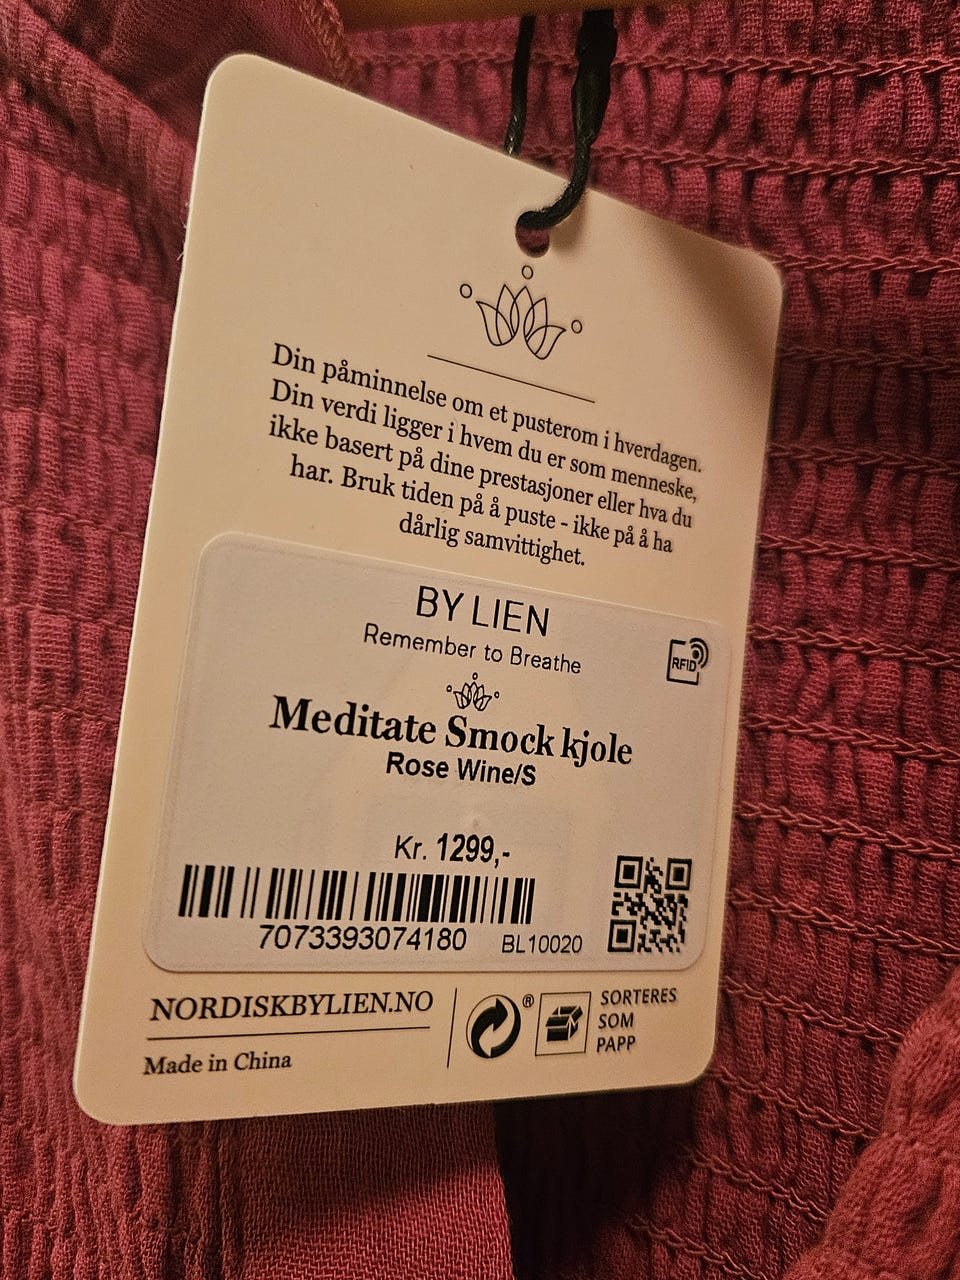 Din påminnelse om et pusterom i hverdagen.
Din verdi ligger i hvem du er som menneske,
ikke basert på dine prestasjoner eller hva du
har. Bruk tiden på å puste - ikke på å ha
dårlig samvittighet.
BY LIEN
Remember to Breathe
RFID
Meditate Smock kjole
Rose Wine/S
Kr. 1299,-
7073393074180 BL10020
NORDISKBYLIEN.NO
Made in China
®
SORTERES
SOM
PAPP